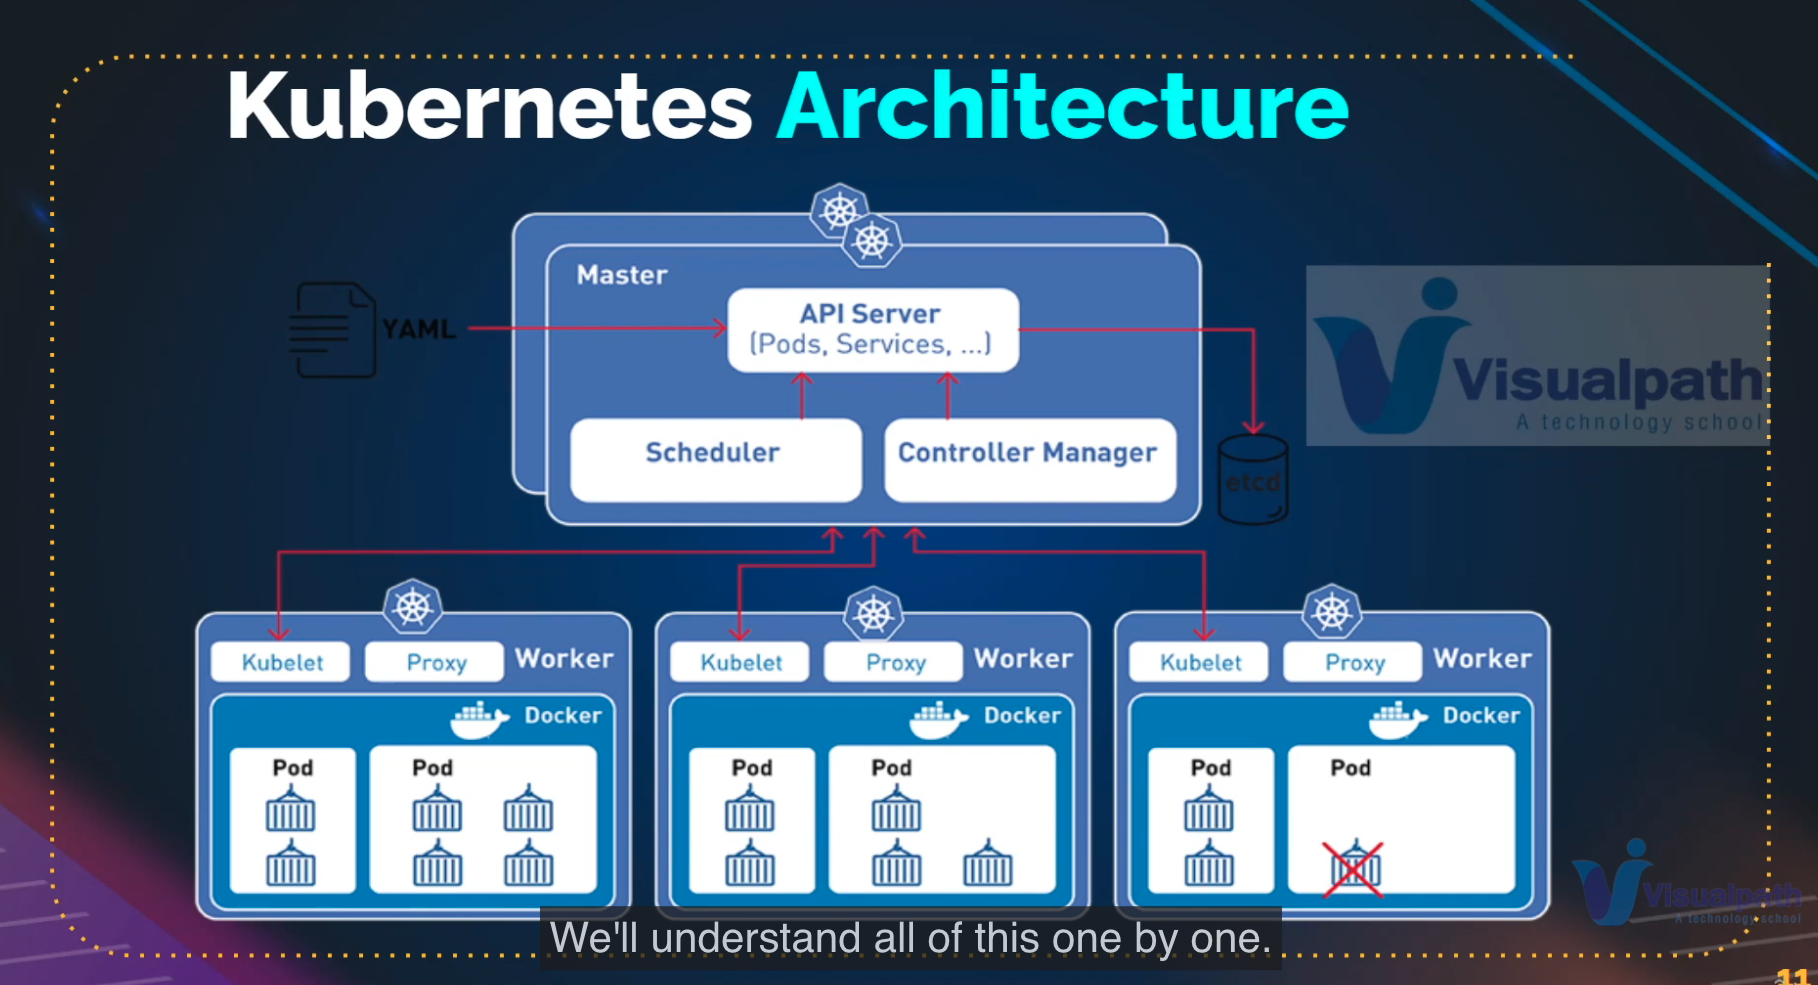 Kubernetes Architecture
Master
API Server
(Pods, Services, ...)
YAML
Scheduler
Controller Manager
etcd
Visualpath
A technology school
Kubelet
Proxy
Worker
Docker
Pod
Pod
Kubelet
Proxy
Worker
Docker
Pod
Pod
Kubelet
Proxy
Worker
Docker
Pod
Pod
Visualpath
A technology school
We'll understand all of this one by one.
11